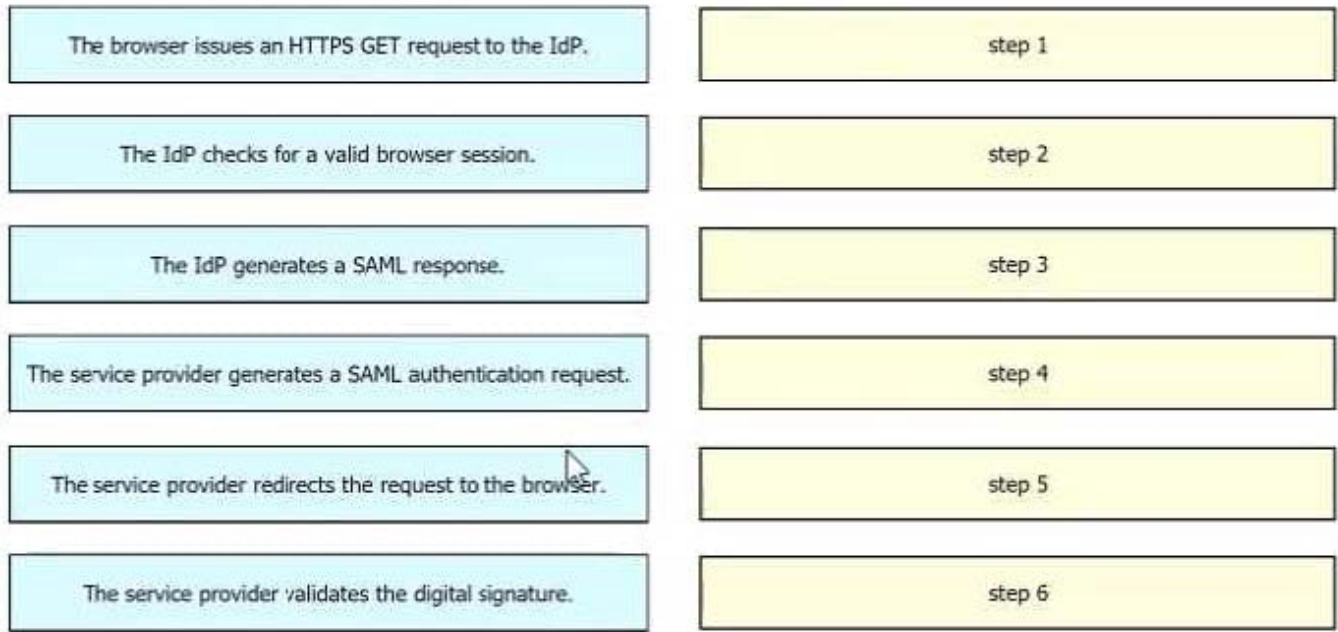 The browser issues an HTTPS GET request to the IdP.
step 1
The IdP checks for a valid browser session.
step 2
The IdP generates a SAML response.
step 3
The service provider generates a SAML authentication request.
step 4
The service provider redirects the request to the browser.
step 5
The service provider validates the digital signature.
step 6